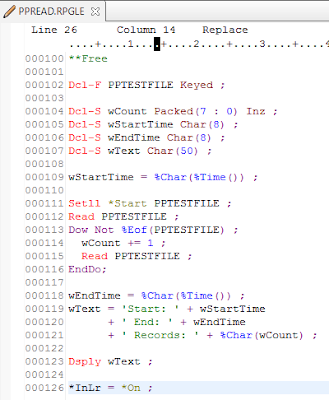 PPREAD.RPGLE
Line 26 Column 14 Replace
....+....1....+....2....+....3....+....4
000100 **Free
000101
000102 Dcl-F PPTESTFILE Keyed ;
000103
000104 Dcl-S wCount Packed(7 : 0) Inz ;
000105 Dcl-S wStartTime Char(8) ;
000106 Dcl-S wEndTime Char(8) ;
000107 Dcl-S wText Char(50) ;
000108
000109 wStartTime = %Char(%Time()) ;
000110
000111 Setll *Start PPTESTFILE ;
000112 Read PPTESTFILE ;
000113 Dow Not %Eof(PPTESTFILE) ;
000114 wCount += 1 ;
000115 Read PPTESTFILE ;
000116 EndDo;
000117
000118 wEndTime = %Char(%Time()) ;
000119 wText = 'Start: ' + wStartTime
000120 + ' End: ' + wEndTime
000121 + ' Records: ' + %Char(wCount) ;
000122
000123 Dsply wText ;
000125
000126 *InLr = *On ;